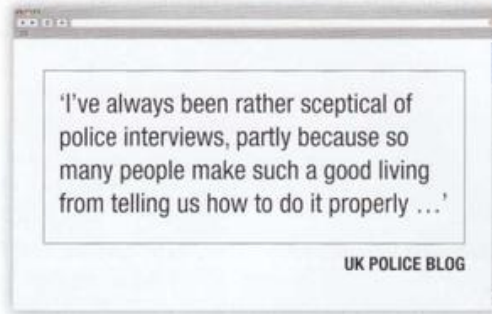 ‘I’ve always been rather sceptical of
police interviews, partly because so
many people make such a good living
from telling us how to do it properly …’
UK POLICE BLOG